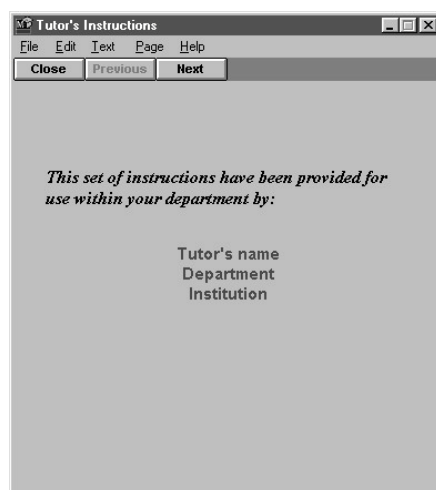 Tutor's Instructions
File Edit Text Page Help
Close Previous Next
This set of instructions have been provided for
use within your department by:
Tutor's name
Department
Institution